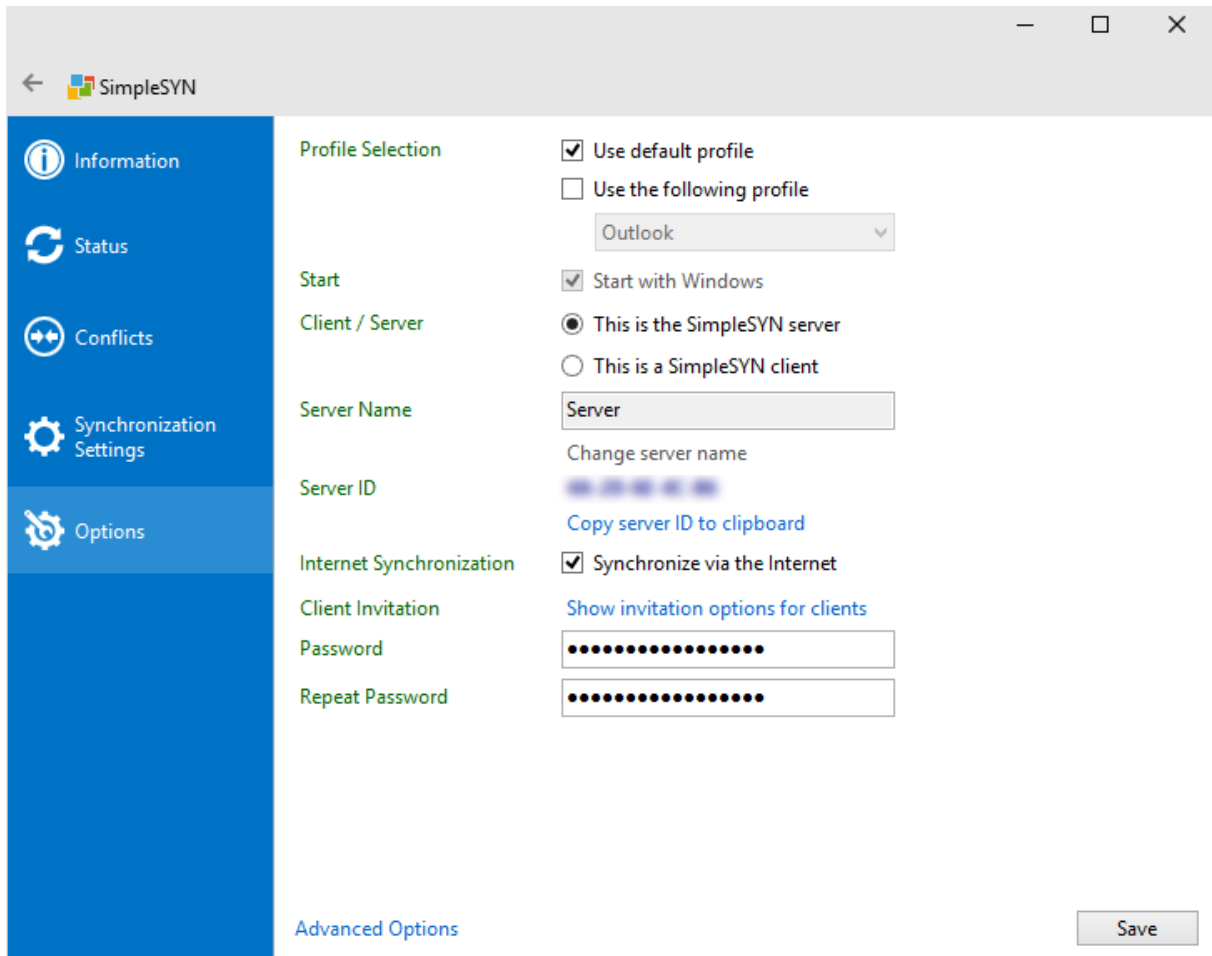 SimpleSYN
Information
Status
Conflicts
Synchronization
Settings
Options
Profile Selection
Use default profile
Use the following profile
Outlook
Start
Start with Windows
Client / Server
This is the SimpleSYN server
This is a SimpleSYN client
Server Name
Server
Change server name
Server ID
Copy server ID to clipboard
Internet Synchronization
Synchronize via the Internet
Client Invitation
Show invitation options for clients
Password
Repeat Password
Advanced Options
Save